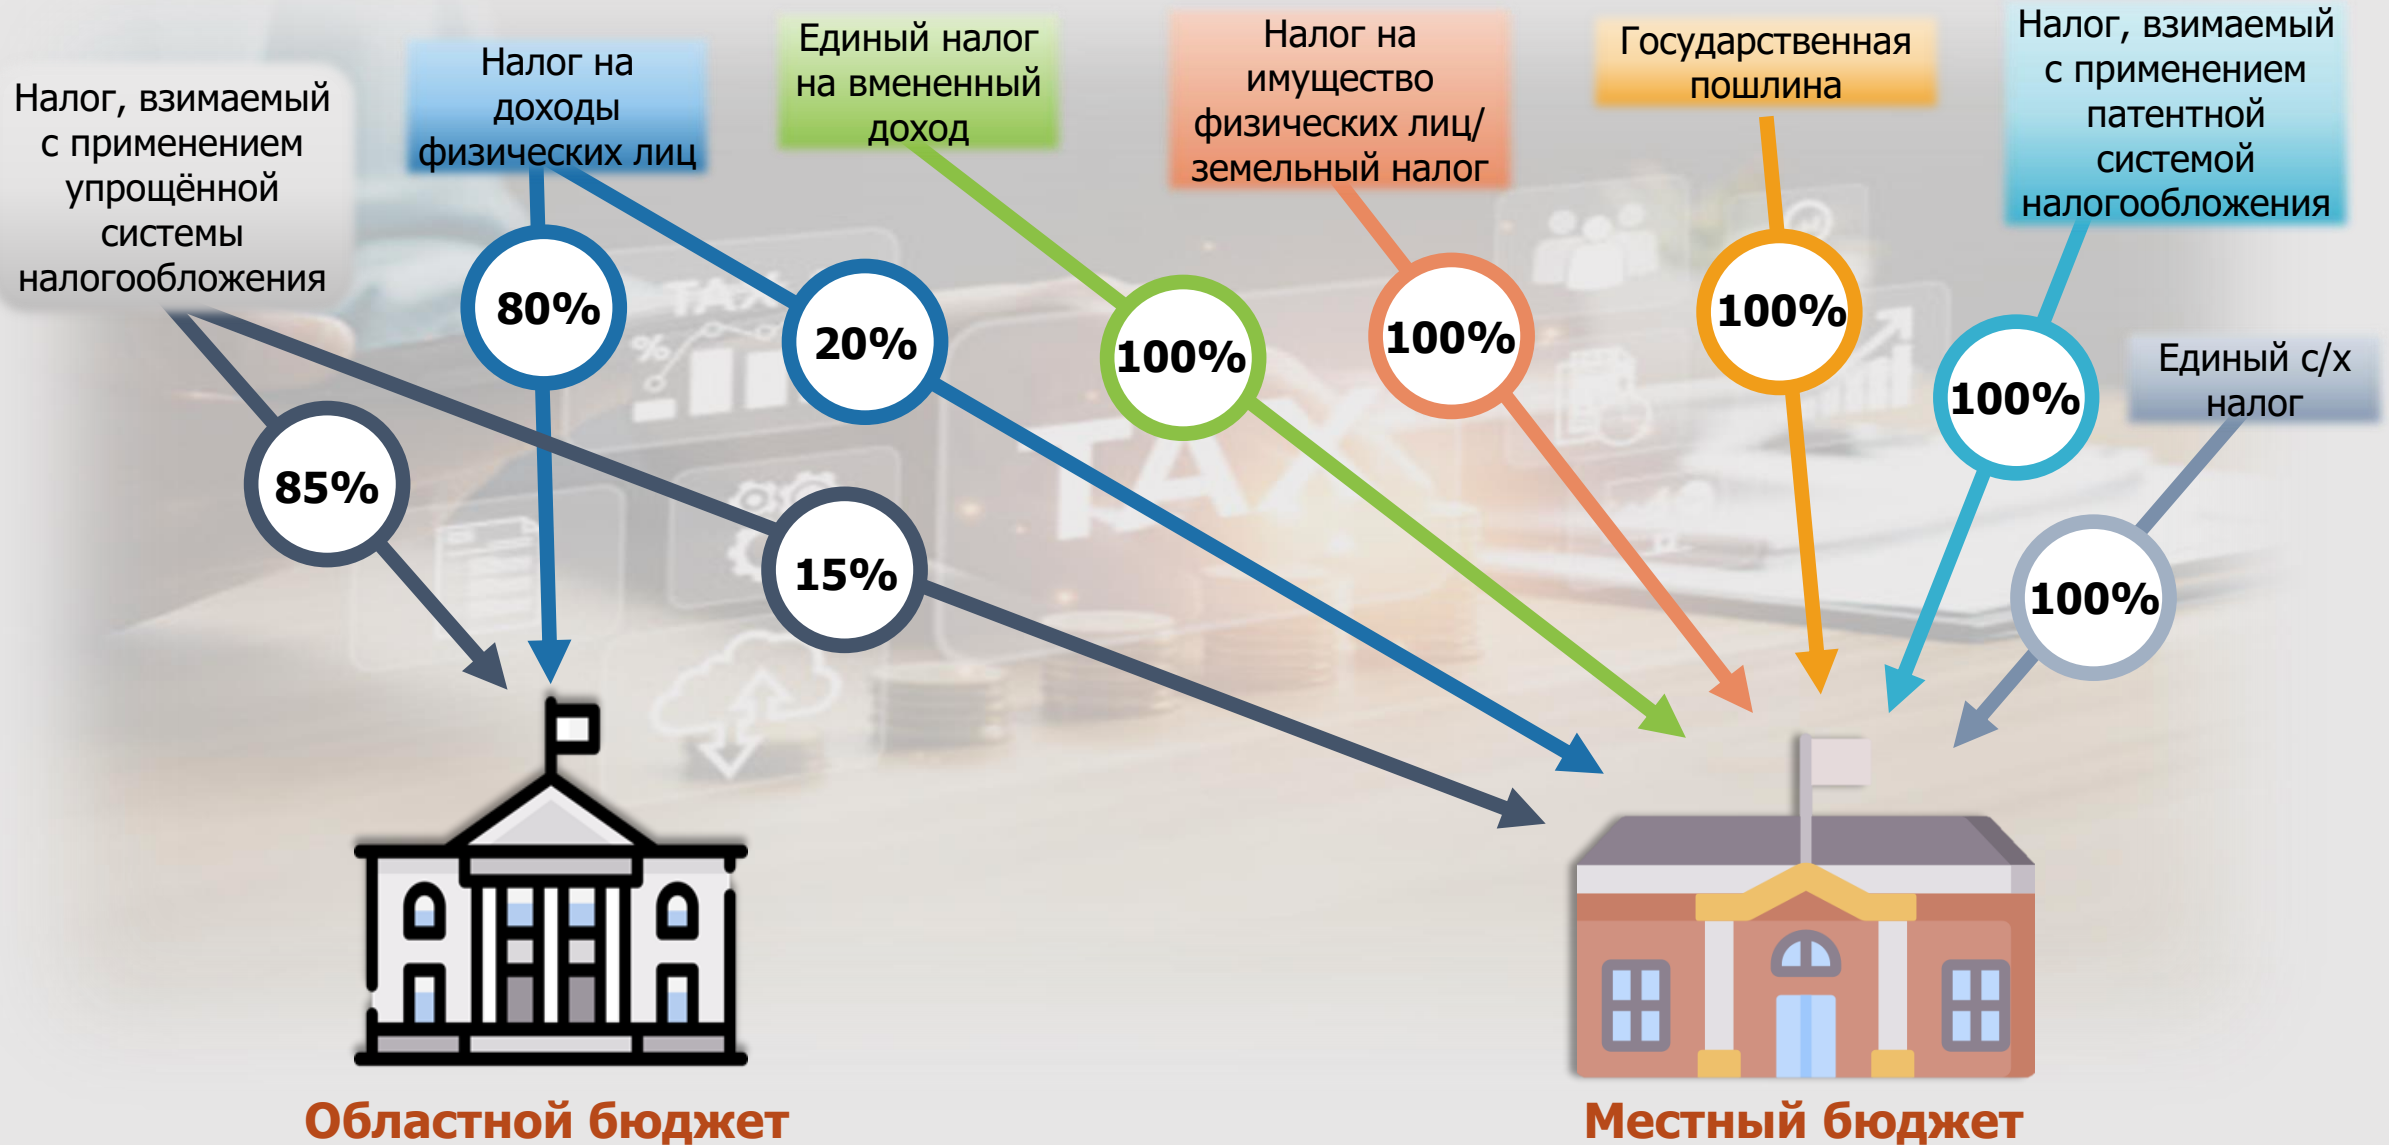 Налог, взимаемый
с применением
упрощённой
системы
налогообложения
Налог на
доходы
физических лиц
Единый налог
на вмененный
доход
Налог на
имущество
физических лиц/
земельный налог
Государственная
пошлина
Налог, взимаемый
с применением
патентной
системой
налогообложения
Единый с/х
налог
80%
20%
100%
100%
100%
100%
85%
15%
100%
TAX
%
TAX
Областной бюджет
Местный бюджет